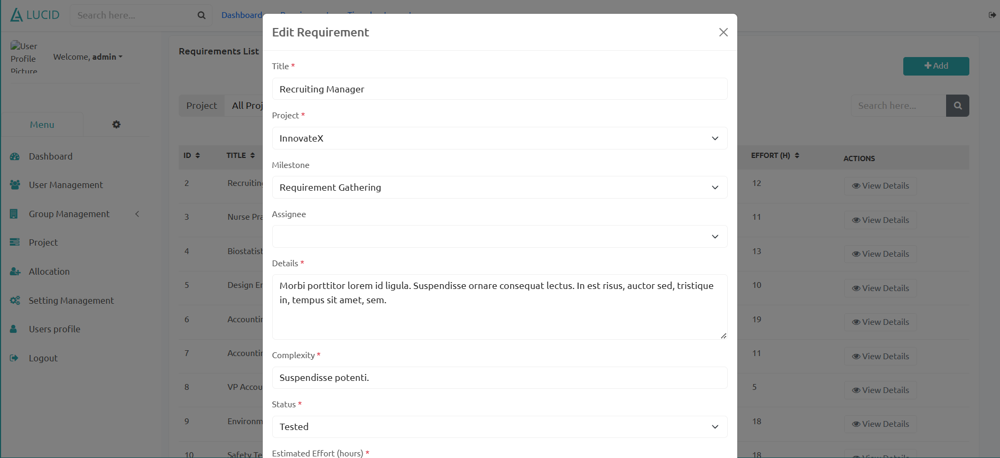 LUCID
Search here...
Dashboard
User
Profile
Picture
Welcome, admin
Menu
Dashboard
User Management
Group Management
Project
Allocation
Setting Management
Users profile
Logout
Requirements List
Add
Project
All Proj
Search here...
ID
TITLE
EFFORT (H)
ACTIONS
2
Recruiting
12
View Details
3
Nurse Pra
11
View Details
4
Biostatist
13
View Details
5
Design En
10
View Details
6
Accountin
19
View Details
7
Accountin
11
View Details
8
VP Accou
5
View Details
9
Environm
18
View Details
10
Safety Te
18
View Details
Edit Requirement
Title *
Recruiting Manager
Project *
InnovateX
Milestone
Requirement Gathering
Assignee
Details *
Morbi porttitor lorem id ligula. Suspendisse ornare consequat lectus. In est risus, auctor sed, tristique
in, tempus sit amet, sem.
Complexity *
Suspendisse potenti.
Status *
Tested
Estimated Effort (hours) *